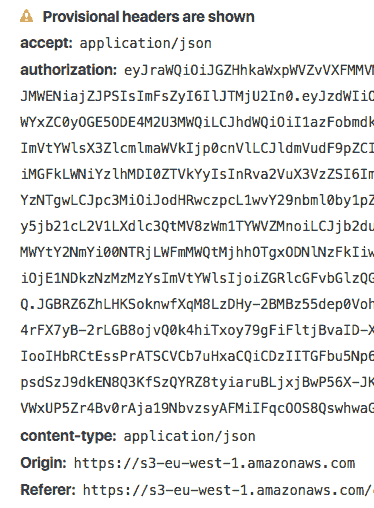 Provisional headers are shown
accept: application/json
authorization: eyJraWQiOiJGZHhkaWxpWVZvVXFMMVM
JMWENiajZJPSIsImFsZyI6IlJTMjU2In0.eyJzdWIiO
WYxZC0yOGE5ODE4M2U3MWQiLCJhdWQiOiI1azFobmdk
ImVtYWlsX3ZlcmlmaWVkIjp0cnVlLCJldmVudF9pZCI
iMGFkLWNiYzlhMDI0ZTVkYyIsInRva2VuX3VzZSI6Im
YzNTgwLCJpc3MiOiJodHRwczpcL1wvY29nbml0by1pZ
y5jb21cL2V1LXdlc3QtMV8zWm1TYWVZMnoiLCJjb2du
MWYtY2NmYi00NTRjLWFmMWQtMjhhOTgxODNlNzFkIiw
iOjE1NDkzNzMzMzYsImVtYWlsIjoiZGRlcGFvbGlzQG
Q.JGBRZ6ZhLHKSoknwfXqM8LzDHy-2BMBz55dep0Voh
4rFX7yB-2rLGB8ojvQ0k4hiTxoy79gFiFltjBvaID-X
IooIHbRCtEssPrATSCVCb7uHxaCQiCDzIITGFbu5Np6
psdSzJ9dkEN8Q3KfSzQYRZ8tyiaruBLjxjBwP56X-JK
VWxUP5Zr4Bv0rAja19NbvzsyAFMiIFqcOOS8QswhwaG
content-type: application/json
Origin: https://s3-eu-west-1.amazonaws.com
Referer: https://s3-eu-west-1.amazonaws.com/